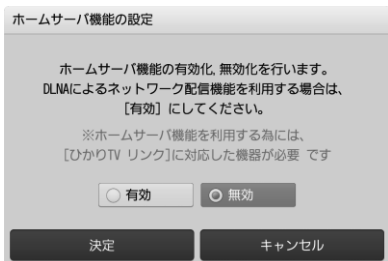 ホームサーバ機能の設定
ホームサーバ機能の有効化,無効化を行います。
DLNAによるネットワーク配信機能を利用する場合は、
[有効] にしてください。
※ホームサーバ機能を利用する為には、
[ひかりTV リンク]に対応した機器が必要 です
有効 無効
決定 キャンセル